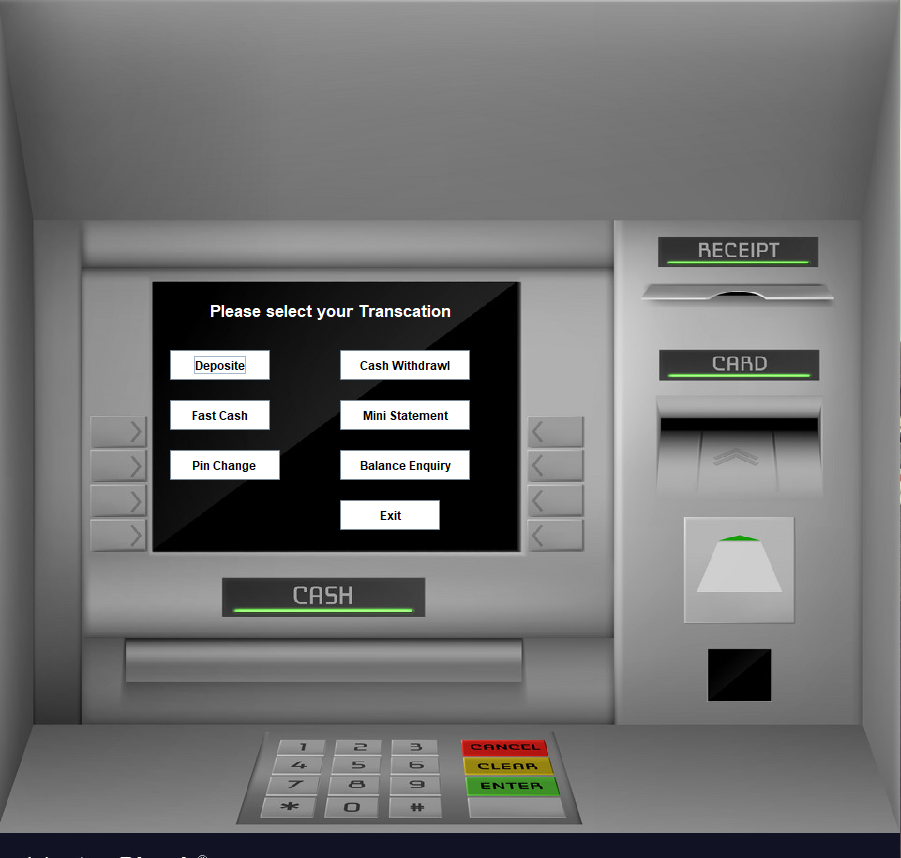 RECEIPT
Please select your Transcation
Deposite
Cash Withdrawl
CARD
Fast Cash
Mini Statement
Pin Change
Balance Enquiry
Exit
CASH
1 2 3 CANCEL
4 5 6 CLEAR
7 8 9 ENTER
* 0 #